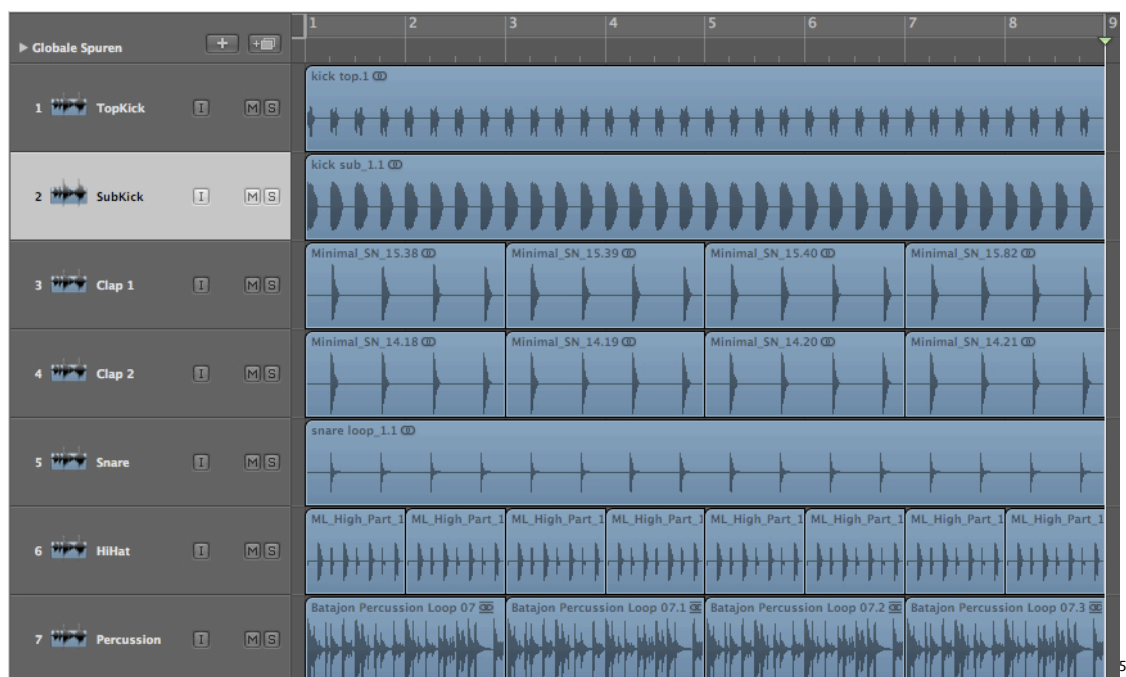 1 2 3 4 5 6 7 8 9
Globale Spuren
kick top.1
1 TopKick I M S
kick sub_1.1
2 SubKick I M S
Minimal_SN_15.38 Minimal_SN_15.39 Minimal_SN_15.40 Minimal_SN_15.82
3 Clap 1 I M S
Minimal_SN_14.18 Minimal_SN_14.19 Minimal_SN_14.20 Minimal_SN_14.21
4 Clap 2 I M S
snare loop_1.1
5 Snare I M S
ML_High_Part_1 ML_High_Part_1 ML_High_Part_1 ML_High_Part_1 ML_High_Part_1 ML_High_Part_1 ML_High_Part_1 ML_High_Part_1
6 HiHat I M S
Batajon Percussion Loop 07 Batajon Percussion Loop 07.1 Batajon Percussion Loop 07.2 Batajon Percussion Loop 07.3
7 Percussion I M S
5